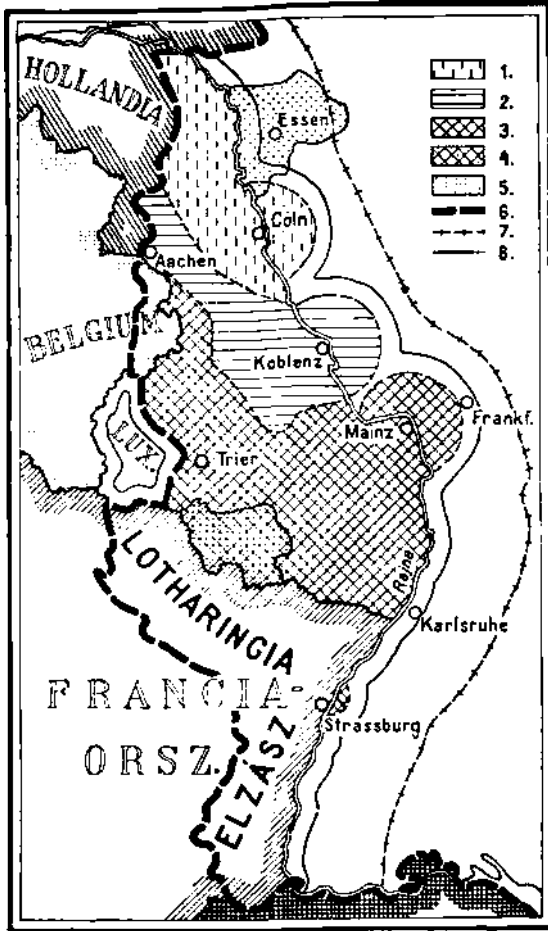 HOLLANDIA
Essen
Cöln
Aachen
BELGIUM
Koblenz
LUX.
Trier
Mainz
Frankf.
Rajna
LOTHARINGIA
Karlsruhe
FRANCIA-
ORSZ.
ELZÁSZ
Strassburg
1.
2.
3.
4.
5.
6.
7.
8.